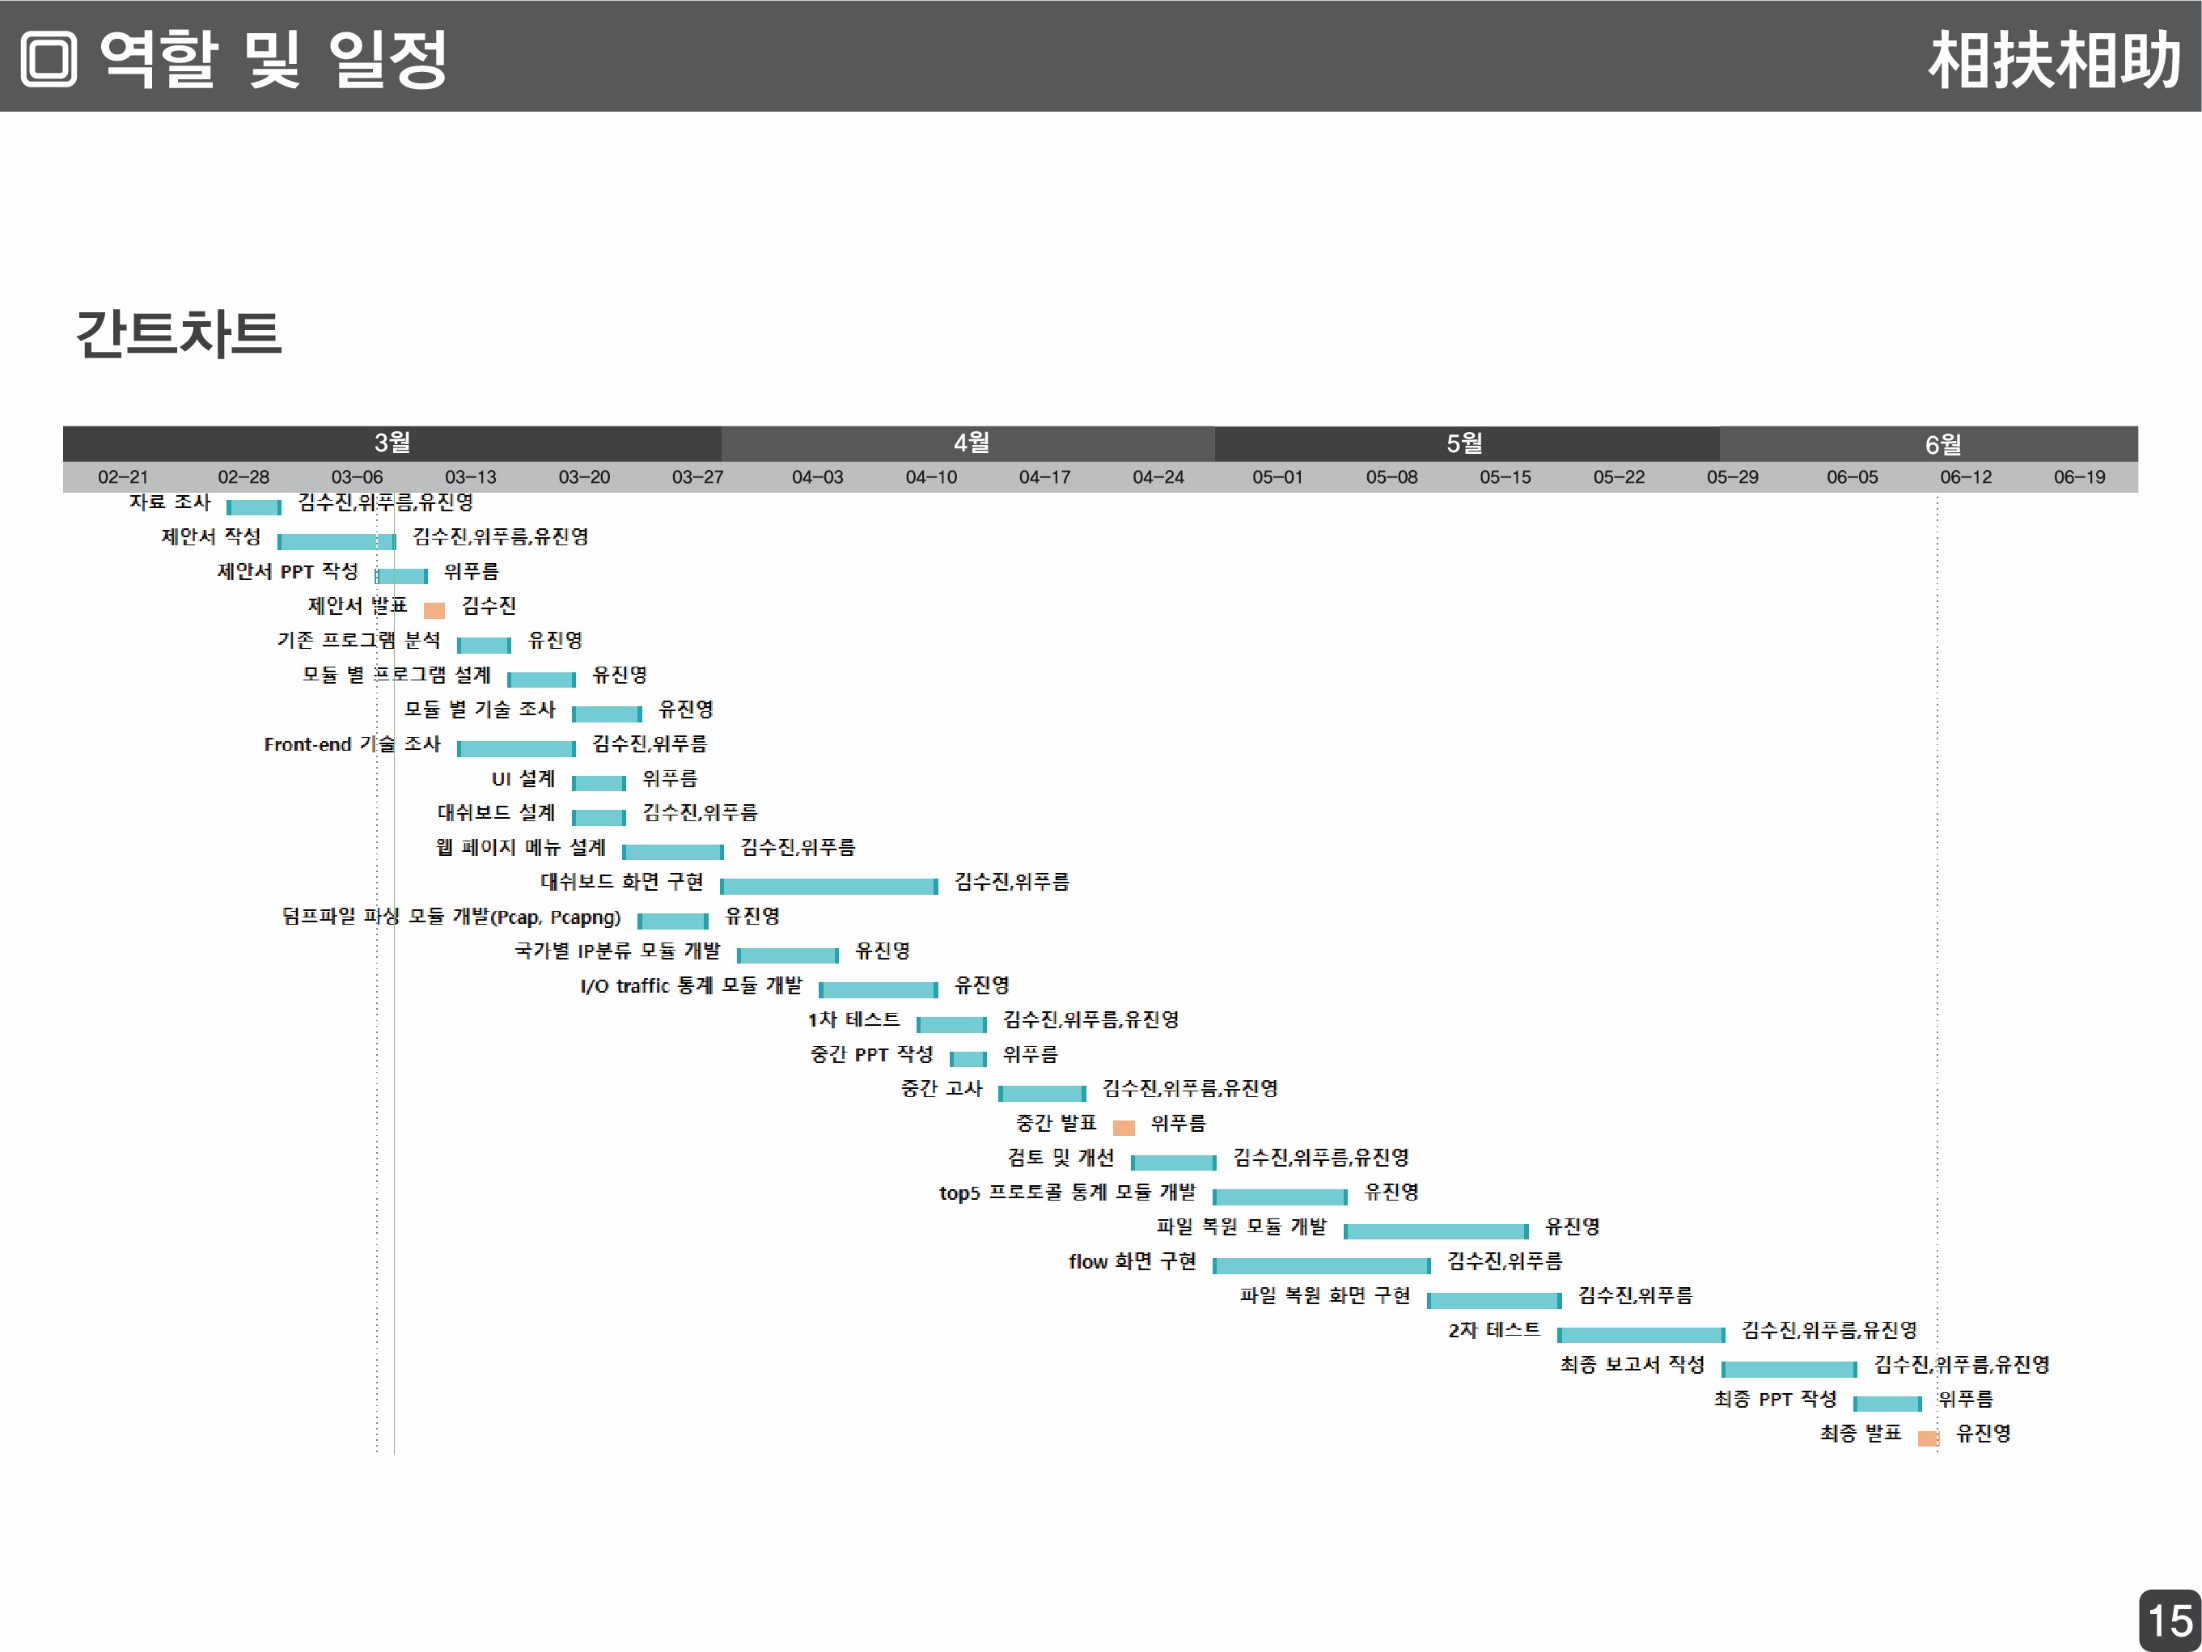 역할 및 일정
相扶相助
간트차트
3월 4월 5월 6월
02-21 02-28 03-06 03-13 03-20 03-27 04-03 04-10 04-17 04-24 05-01 05-08 05-15 05-22 05-29 06-05 06-12 06-19
자료 조사 김수진,위푸름,유진영
제안서 작성 김수진,위푸름,유진영
제안서 PPT 작성 위푸름
제안서 발표 김수진
기존 프로그램 분석 유진영
모듈 별 프로그램 설계 유진영
모듈 별 기술 조사 유진영
Front-end 기술 조사 김수진,위푸름
UI 설계 위푸름
대쉬보드 설계 김수진,위푸름
웹 페이지 메뉴 설계 김수진,위푸름
대쉬보드 화면 구현 김수진,위푸름
덤프파일 파싱 모듈 개발(Pcap, Pcapng) 유진영
국가별 IP분류 모듈 개발 유진영
I/O traffic 통계 모듈 개발 유진영
1차 테스트 김수진,위푸름,유진영
중간 PPT 작성 위푸름
중간 고사 김수진,위푸름,유진영
중간 발표 위푸름
검토 및 개선 김수진,위푸름,유진영
top5 프로토콜 통계 모듈 개발 유진영
파일 복원 모듈 개발 유진영
flow 화면 구현 김수진,위푸름
파일 복원 화면 구현 김수진,위푸름
2차 테스트 김수진,위푸름,유진영
최종 보고서 작성 김수진,위푸름,유진영
최종 PPT 작성 위푸름
최종 발표 유진영
15